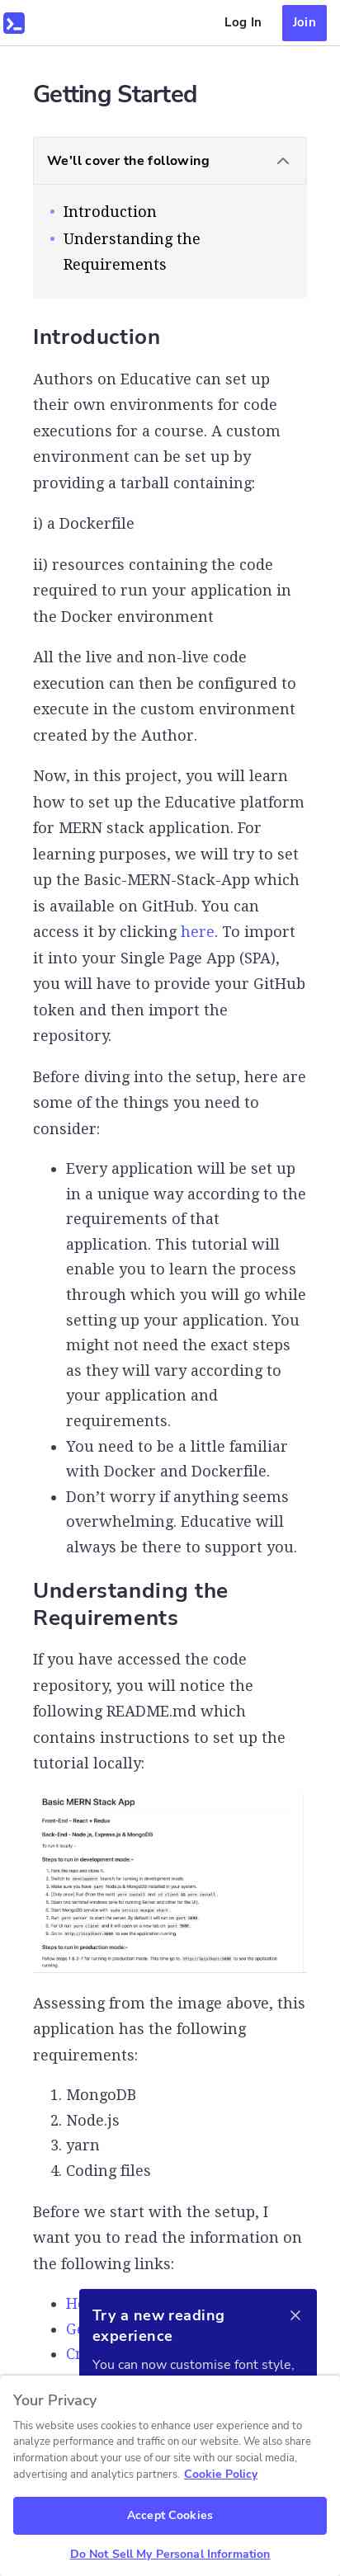 Log In
Join
Getting Started
We'll cover the following
Introduction
Understanding the
Requirements
Introduction
Authors on Educative can set up
their own environments for code
executions for a course. A custom
environment can be set up by
providing a tarball containing:
i) a Dockerfile
ii) resources containing the code
required to run your application in
the Docker environment
All the live and non-live code
execution can then be configured to
execute in the custom environment
created by the Author.
Now, in this project, you will learn
how to set up the Educative platform
for MERN stack application. For
learning purposes, we will try to set
up the Basic-MERN-Stack-App which
is available on GitHub. You can
access it by clicking here. To import
it into your Single Page App (SPA),
you will have to provide your GitHub
token and then import the
repository.
Before diving into the setup, here are
some of the things you need to
consider:
Every application will be set up
in a unique way according to the
requirements of that
application. This tutorial will
enable you to learn the process
through which you will go while
setting up your application. You
might not need the exact steps
as they will vary according to
your application and
requirements.
You need to be a little familiar
with Docker and Dockerfile.
Don't worry if anything seems
overwhelming. Educative will
always be there to support you.
Understanding the
Requirements
If you have accessed the code
repository, you will notice the
following README.md which
contains instructions to set up the
tutorial locally:
Basic MERN Stack App
Front-End - React + Redux
Back-End - Node.js, Express.js & MongoDB
To run it locally -
Steps to run in development mode:-
Steps to run in production mode:-
Assessing from the image above, this
application has the following
requirements:
1. MongoDB
2. Node.js
3. yarn
4. Coding files
Before we start with the setup, I
want you to read the information on
the following links:
Try a new reading
experience
You can now customise font style,
Your Privacy
This website uses cookies to enhance user experience and to
analyze performance and traffic on our website. We also share
information about your use of our site with our social media,
advertising and analytics partners. Cookie Policy
Accept Cookies
Do Not Sell My Personal Information